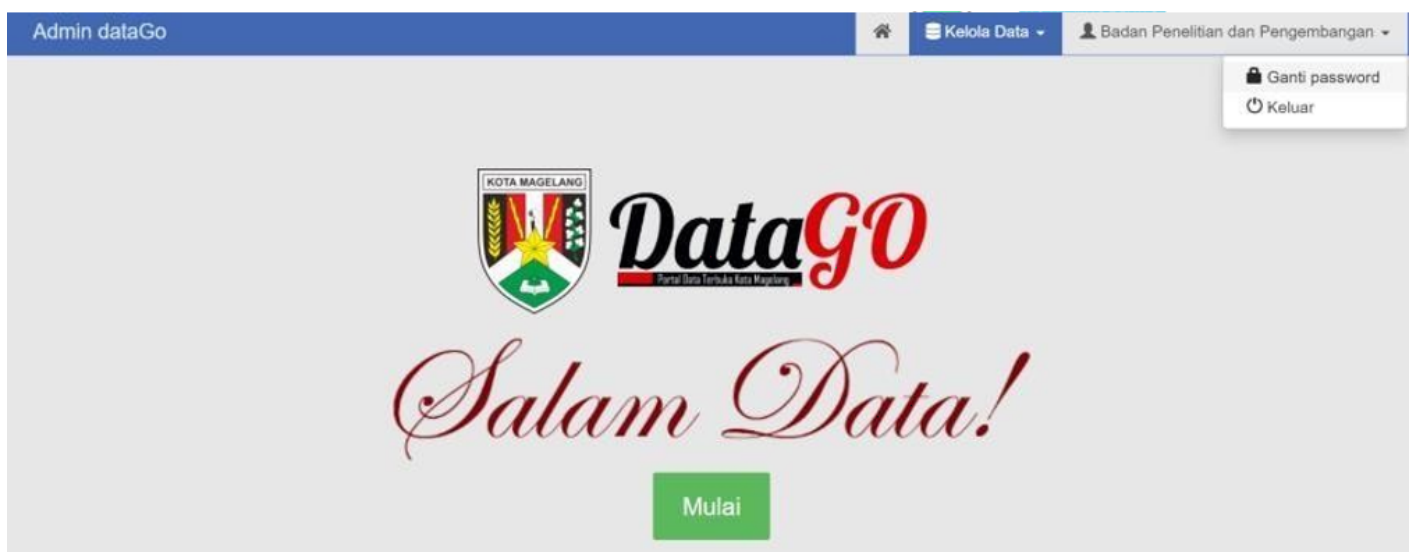 Admin dataGo
Kelola Data
Badan Penelitian dan Pengembangan
Ganti password
Keluar
KOTA MAGELANG
DataGO
Portal Data Terbuka Kota Magelang
Salam Data!
Mulai